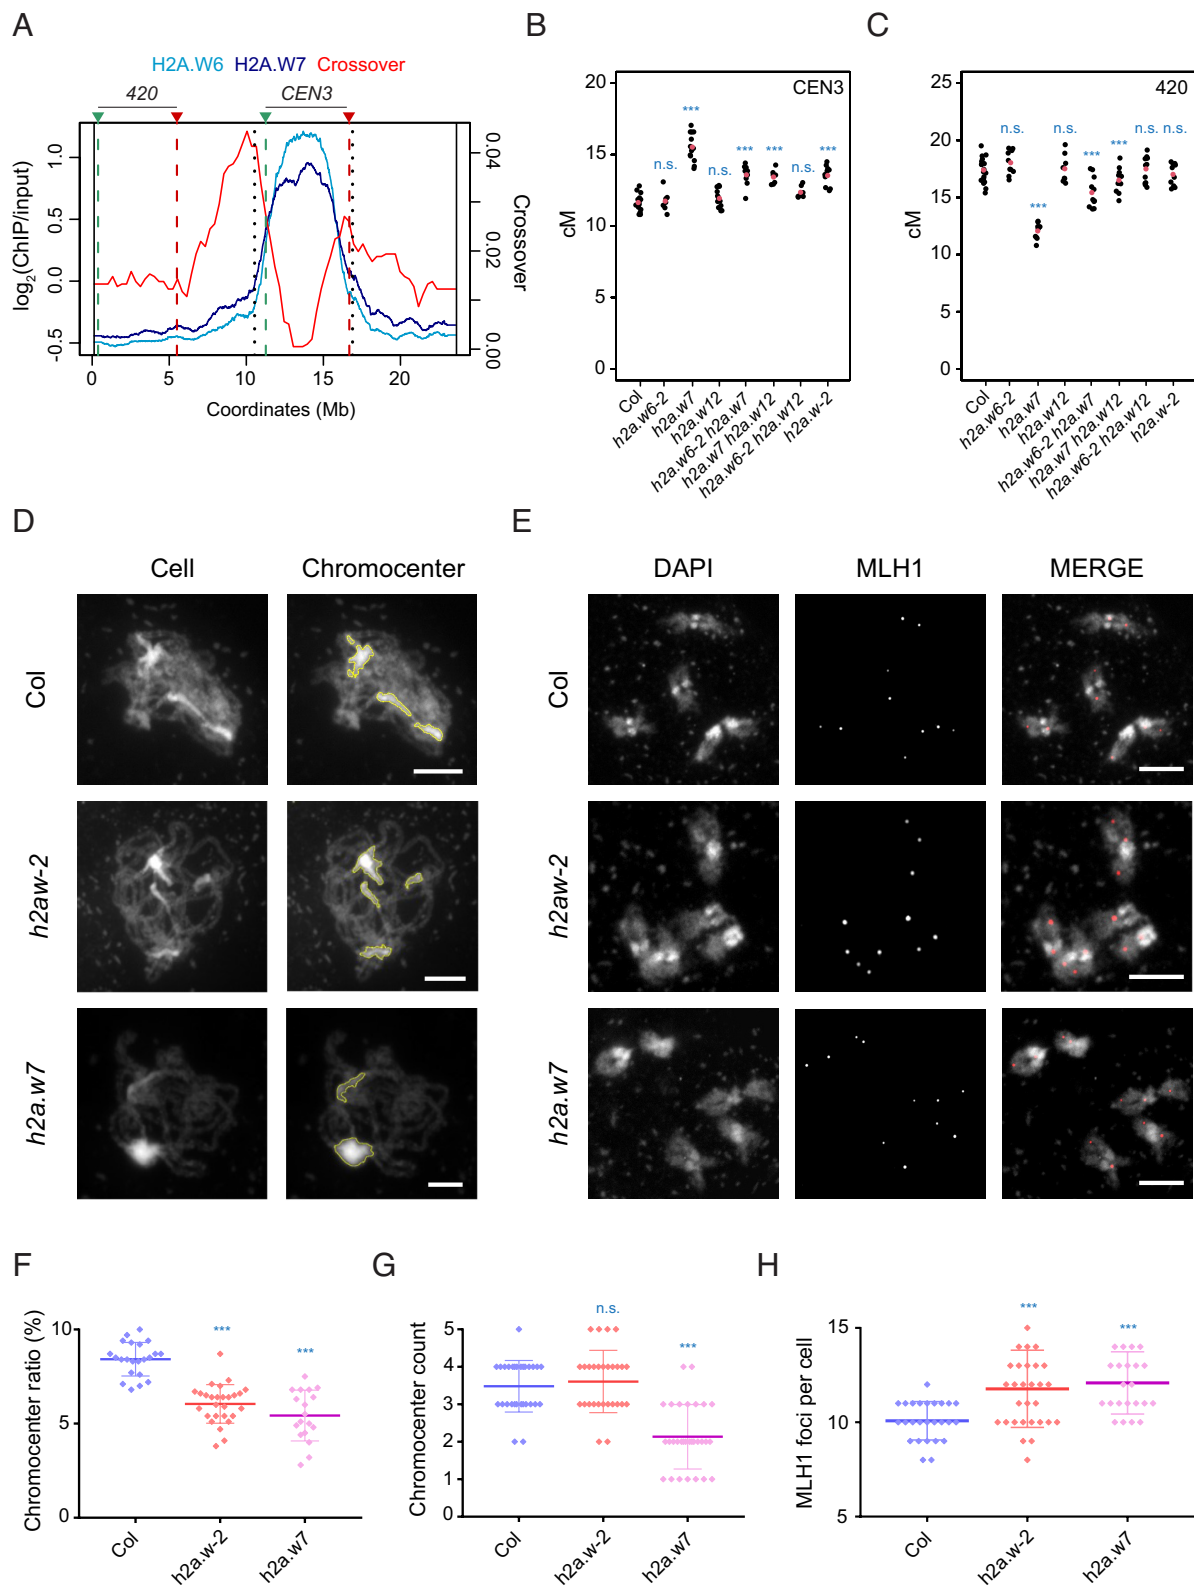 A
H2A.W6 H2A.W7 Crossover
420
CEN3
log2(ChIP/input)
1.0
0.5
0.0
-0.5
0.04
0.02
0.00
Crossover
0
5
10
15
20
Coordinates (Mb)
B
CEN3
cM
20
15
10
5
0
n.s.
***
n.s.
***
***
n.s.
***
Col
h2a.w6-2
h2a.w7
h2a.w12
h2a.w6-2 h2a.w7
h2a.w7 h2a.w12
h2a.w6-2 h2a.w12
h2a.w-2
C
420
cM
25
20
15
10
5
0
n.s.
***
n.s.
***
***
n.s.
n.s.
Col
h2a.w6-2
h2a.w7
h2a.w12
h2a.w6-2 h2a.w7
h2a.w7 h2a.w12
h2a.w6-2 h2a.w12
h2a.w-2
D
Cell
Chromocenter
Col
h2aw-2
h2a.w7
E
DAPI
MLH1
MERGE
Col
h2aw-2
h2a.w7
F
Chromocenter ratio (%)
10
5
0
***
***
Col
h2a.w-2
h2a.w7
G
Chromocenter count
5
4
3
2
1
0
n.s.
***
Col
h2a.w-2
h2a.w7
H
MLH1 foci per cell
15
10
5
***
***
Col
h2a.w-2
h2a.w7